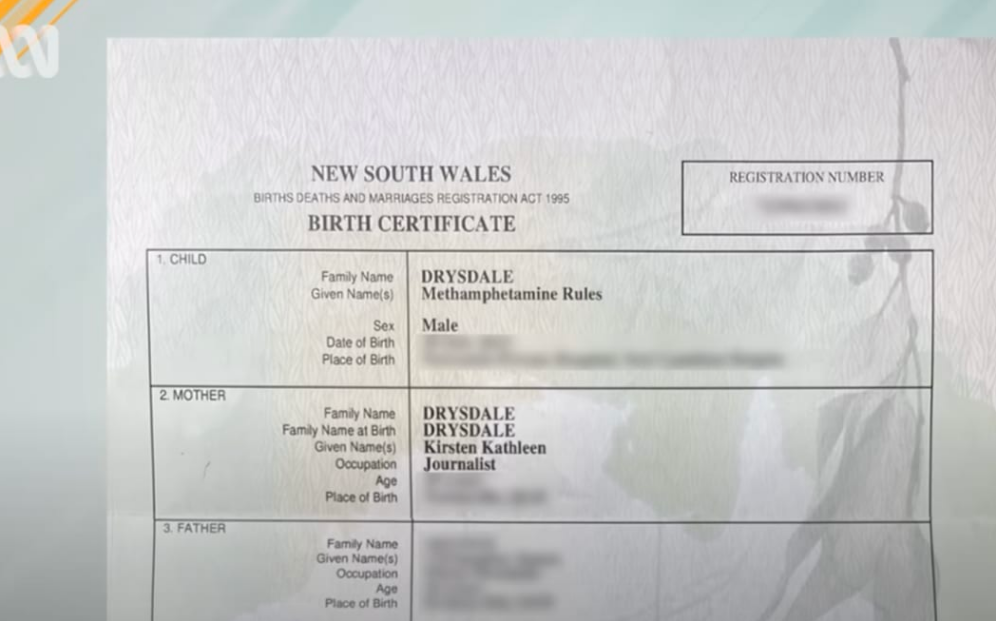 NEW SOUTH WALES
BIRTHS DEATHS AND MARRIAGES REGISTRATION ACT 1995
BIRTH CERTIFICATE
REGISTRATION NUMBER
1. CHILD
Family Name DRYSDALE
Given Name(s) Methamphetamine Rules
Sex Male
Date of Birth
Place of Birth
2. MOTHER
Family Name DRYSDALE
Family Name at Birth DRYSDALE
Given Name(s) Kirsten Kathleen
Occupation Journalist
Age
Place of Birth
3. FATHER
Family Name
Given Name(s)
Occupation
Age
Place of Birth